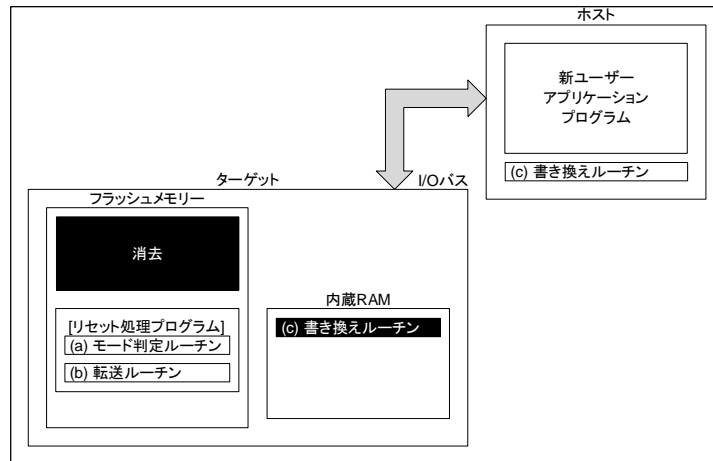 ホスト
新ユーザー
アプリケーション
プログラム
(c) 書き換えルーチン
ターゲット
I/Oバス
フラッシュメモリー
消去
内蔵RAM
[リセット処理プログラム]
(a) モード判定ルーチン
(b) 転送ルーチン
(c) 書き換えルーチン